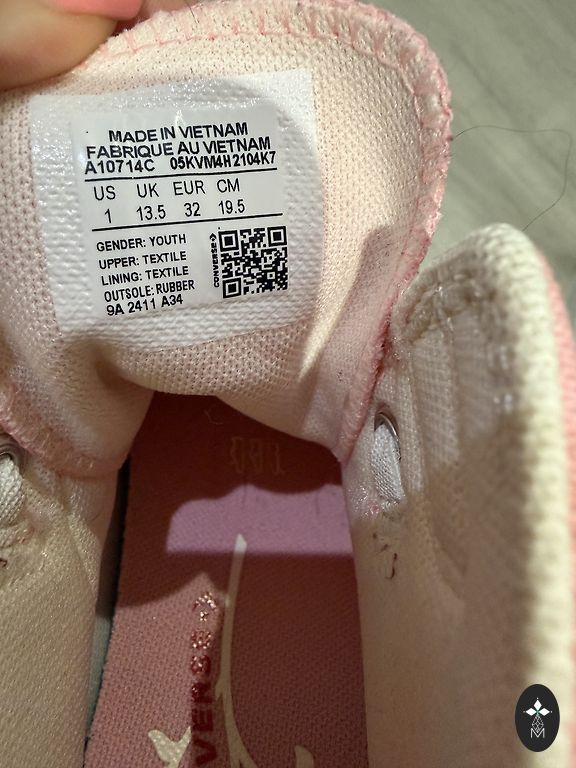 MADE IN VIETNAM
FABRIQUE AU VIETNAM
A10714C 05KVM4H2104K7
US UK EUR CM
1 13.5 32 19.5
GENDER: YOUTH
UPPER: TEXTILE
LINING: TEXTILE
OUTSOLE: RUBBER
9A 2411 A34
CONVERSE
VERSE
M